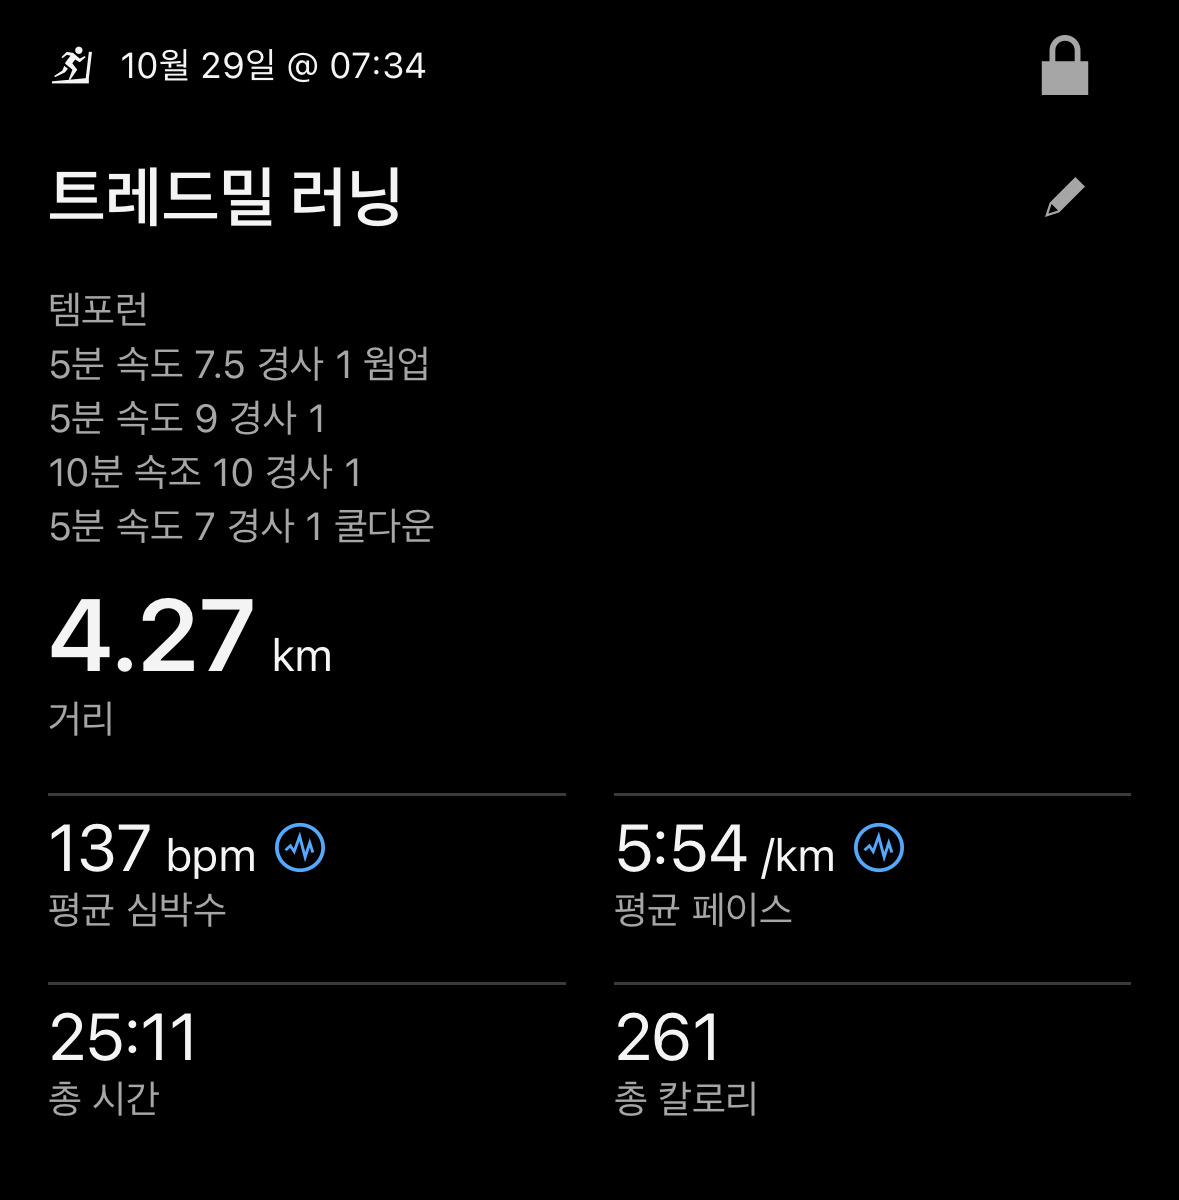 10월 29일 @ 07:34
트레드밀 러닝
템포런
5분 속도 7.5 경사 1 웜업
5분 속도 9 경사 1
10분 속조 10 경사 1
5분 속도 7 경사 1 쿨다운
4.27 km
거리
137 bpm
평균 심박수
5:54 /km
평균 페이스
25:11
총 시간
261
총 칼로리